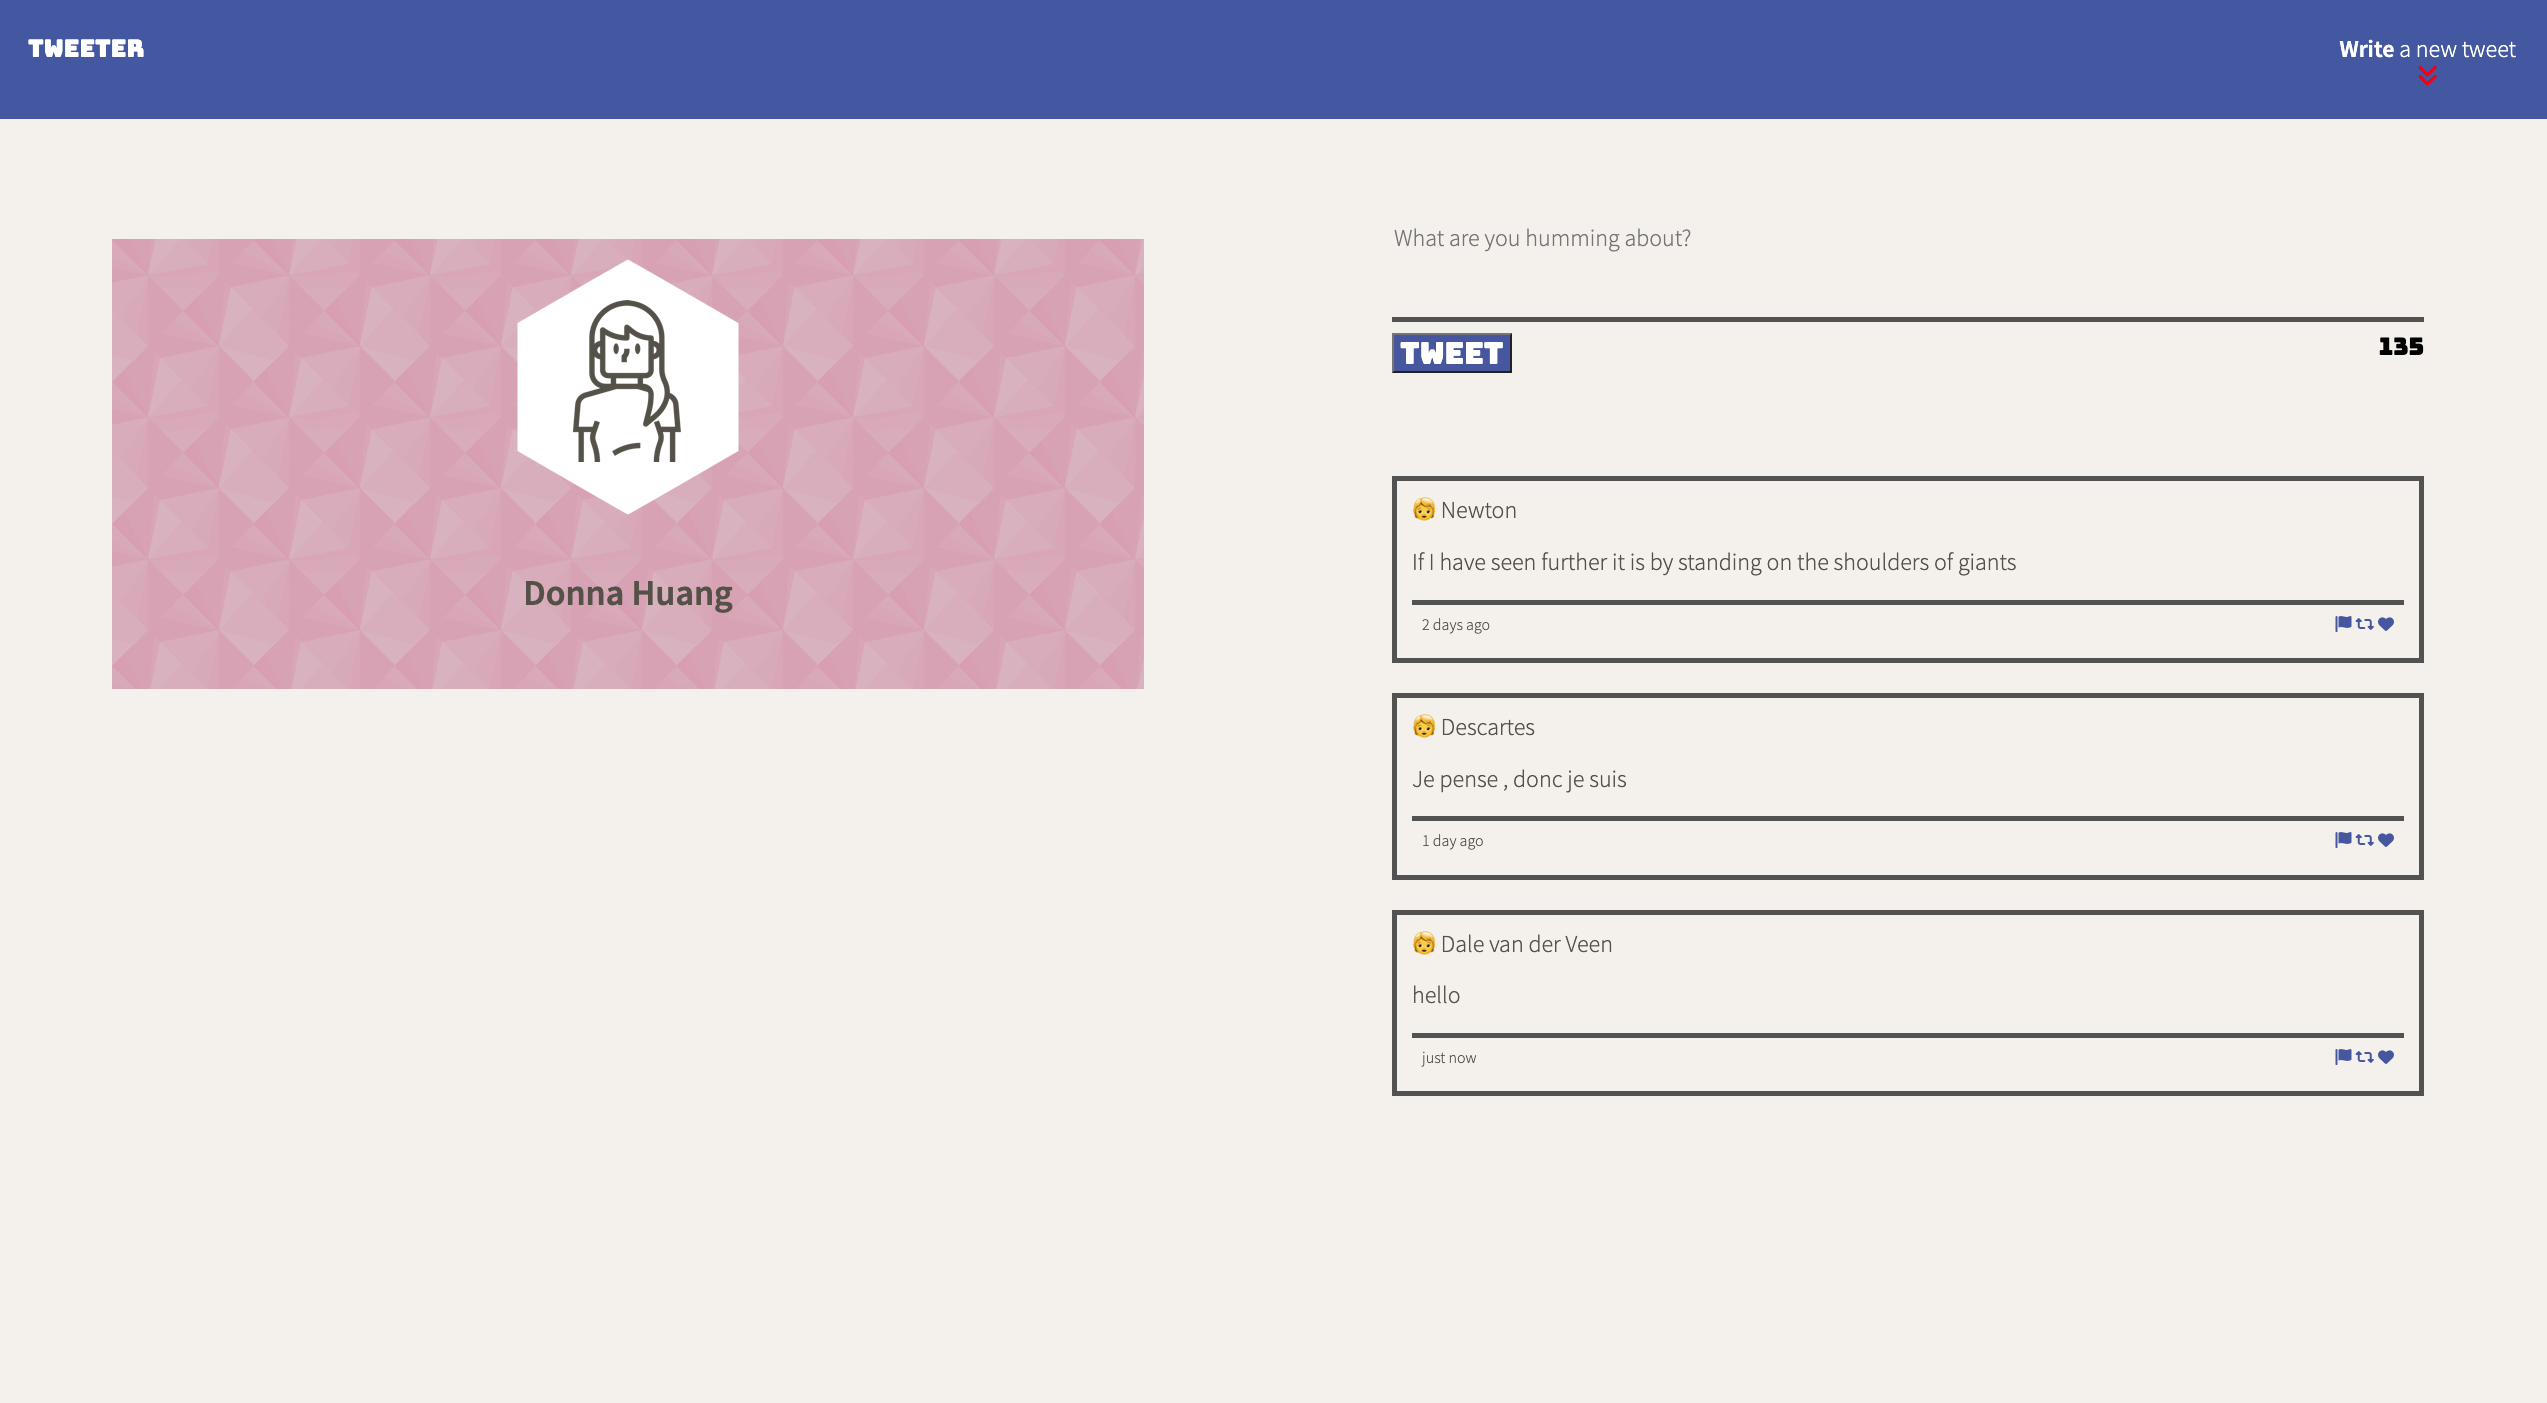 TWEETER
Write a new tweet
Donna Huang
What are you humming about?
TWEET
135
Newton
If I have seen further it is by standing on the shoulders of giants
2 days ago
Descartes
Je pense , donc je suis
1 day ago
Dale van der Veen
hello
just now